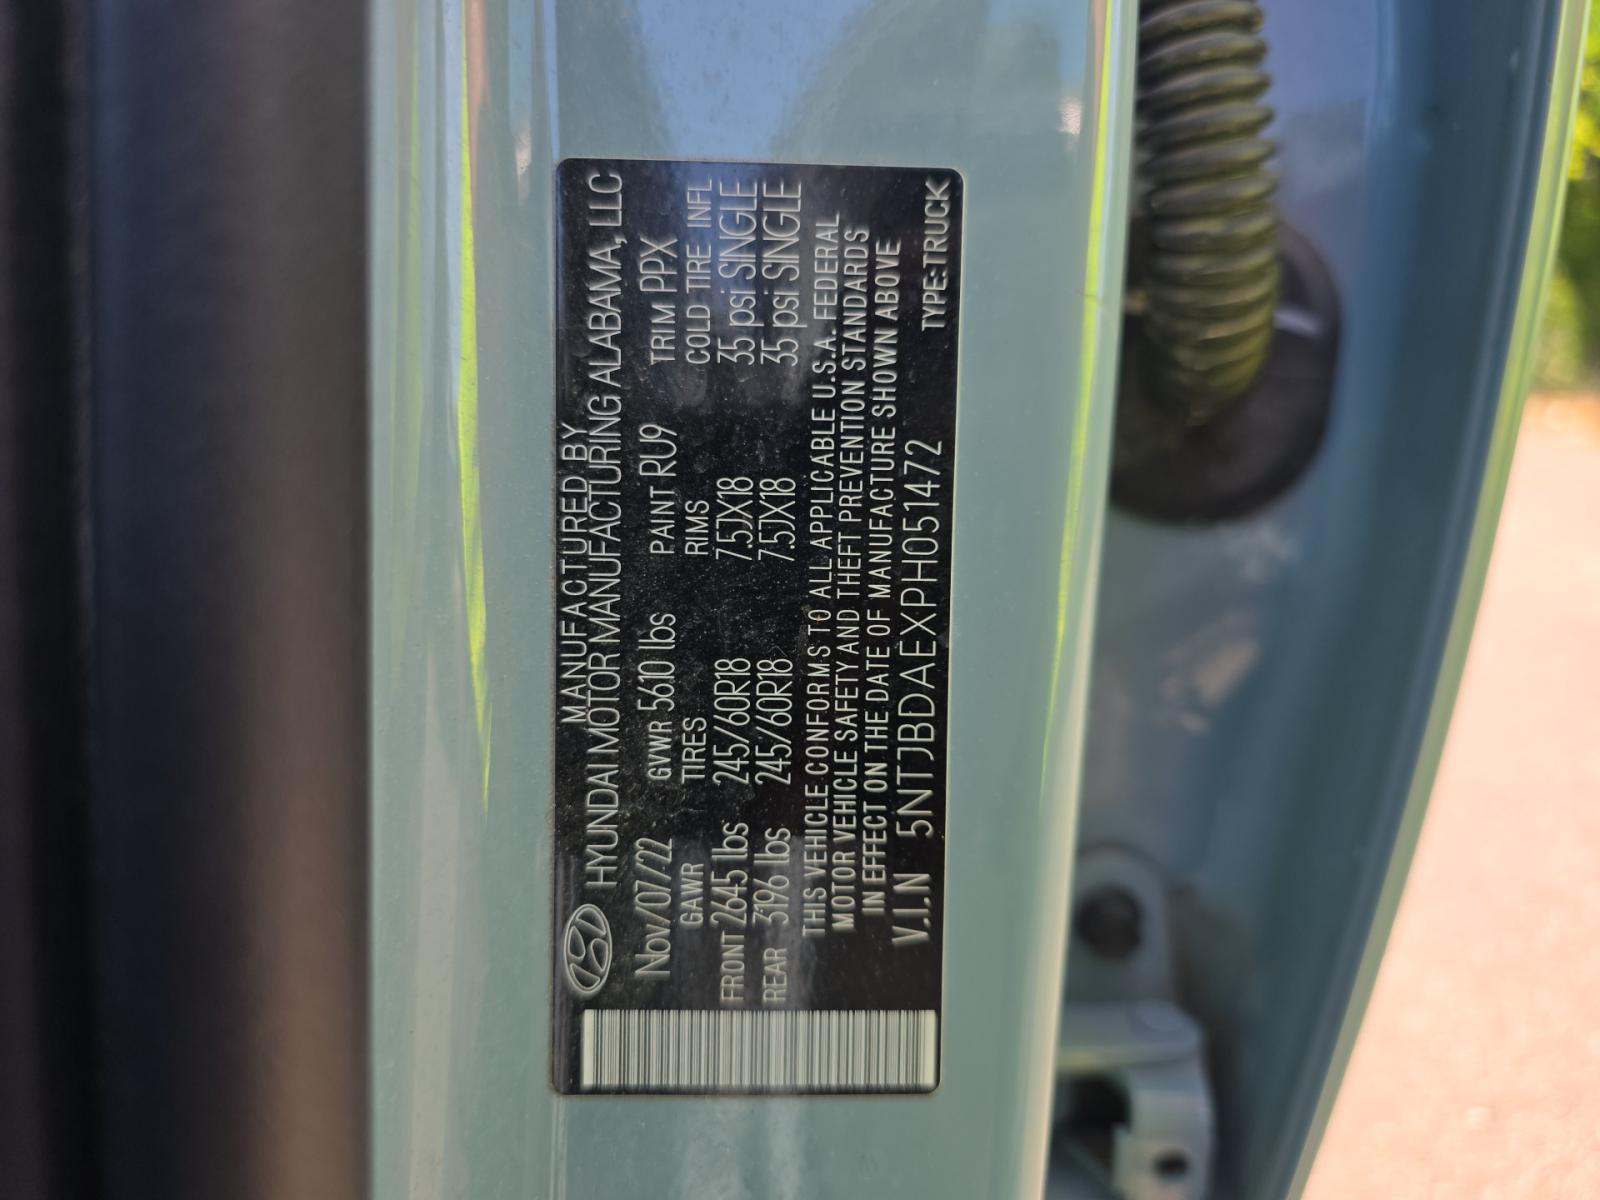 MANUFACTURED BY
HYUNDAI MOTOR MANUFACTURING ALABAMA, LLC
Nov/07/22 GVWR 5610 lbs PAINT RU9 TRIM PPX
GAWR TIRES RIMS COLD TIRE INFL
FRONT 2645 lbs 245/60R18 7.5JX18 35 psi SINGLE
REAR 3196 lbs 245/60R18 7.5JX18 35 psi SINGLE
THIS VEHICLE CONFORMS TO ALL APPLICABLE U.S.A. FEDERAL
MOTOR VEHICLE SAFETY AND THEFT PREVENTION STANDARDS
IN EFFECT ON THE DATE OF MANUFACTURE SHOWN ABOVE
V.I.N 5NTJBDAEXPH051472 TYPE:TRUCK